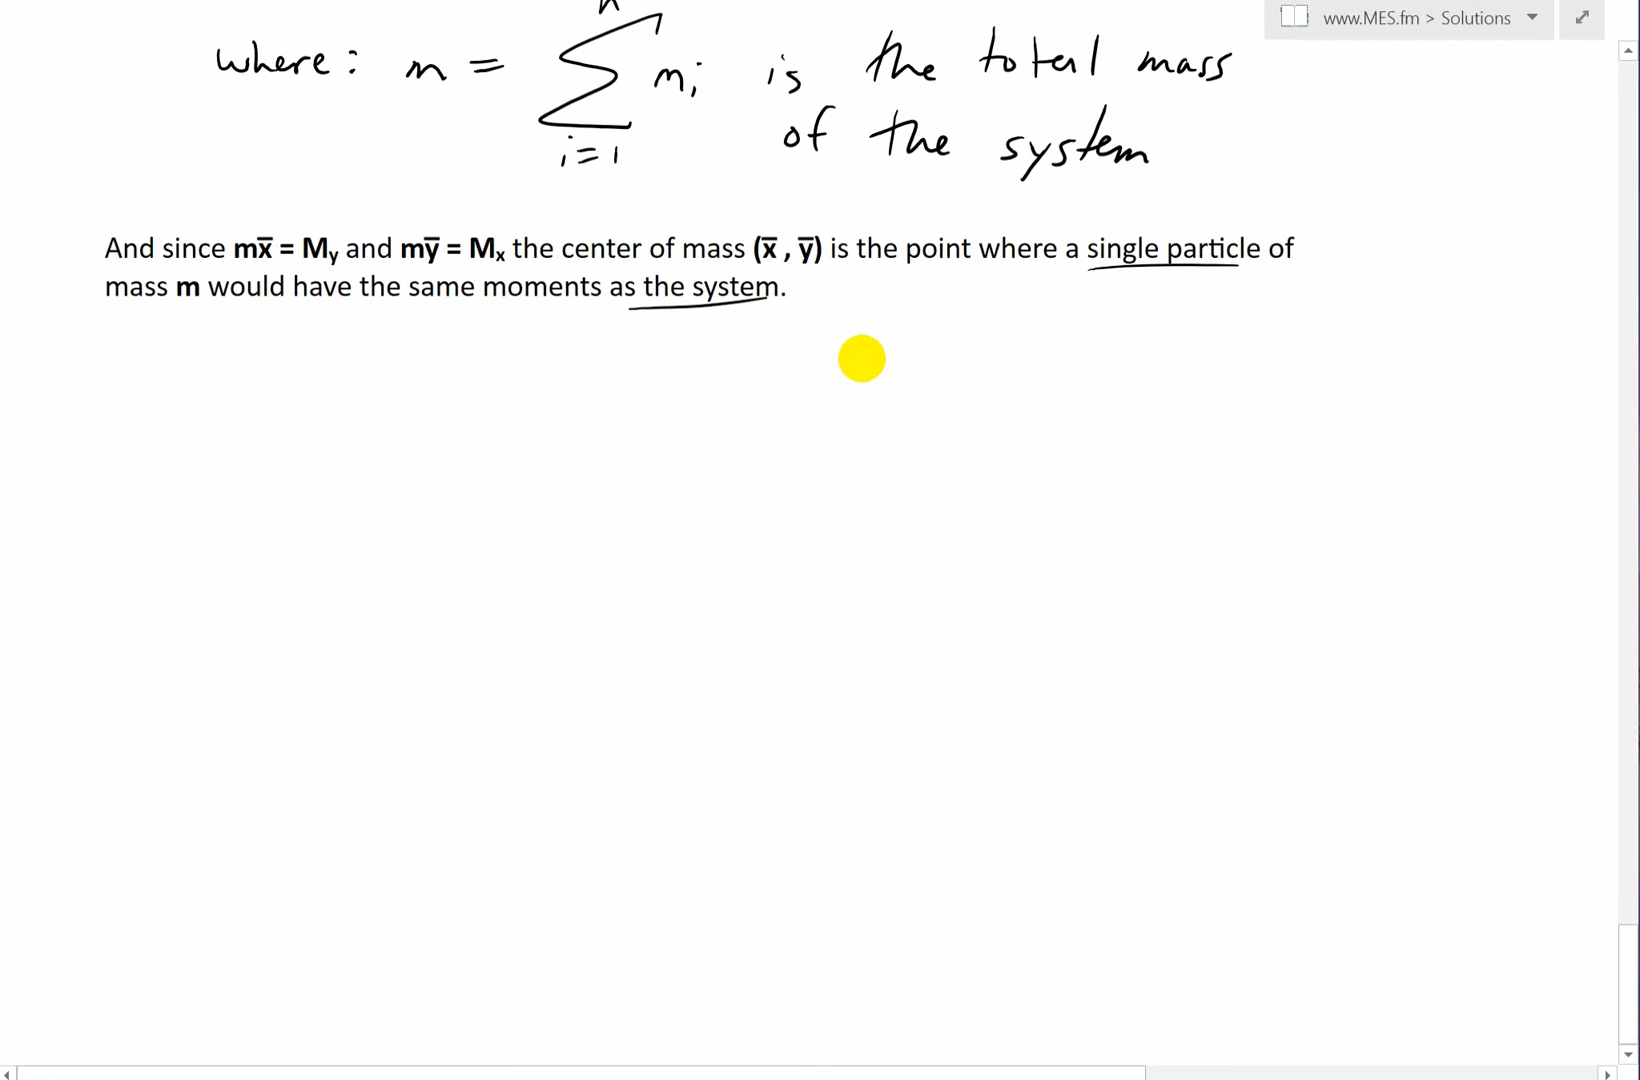 www.MES.fm > Solutions
n
where: m = ∑ mᵢ is the total mass
i=1 of the system
And since mx̅ = My and my̅ = Mx the center of mass (x̅ , y̅) is the point where a single particle of
mass m would have the same moments as the system.